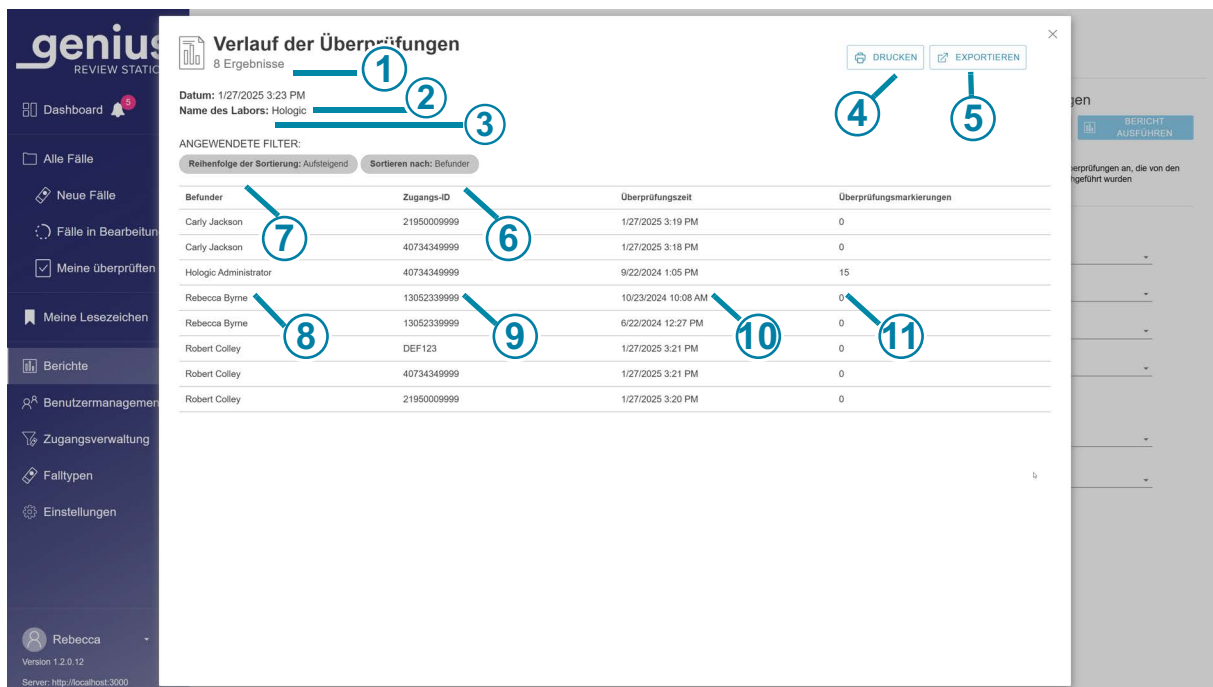 genius
REVIEW STATIO
Dashboard 5
Alle Fälle
Neue Fälle
Fälle in Bearbeitun
Meine überprüften
Meine Lesezeichen
Berichte
Benutzermanagemen
Zugangsverwaltung
Falltypen
Einstellungen
Rebecca
Version 1.2.0.12
Server: http://localhost:3000
Verlauf der Überprüfungen
8 Ergebnisse
1
Datum: 1/27/2025 3:23 PM
2
Name des Labors: Hologic
3
DRUCKEN
EXPORTIEREN
4
5
ANGEWENDETE FILTER:
Reihenfolge der Sortierung: Aufsteigend
Sortieren nach: Befunder
Befunder Zugangs-ID Überprüfungszeit Überprüfungsmarkierungen
Carly Jackson 21950009999 1/27/2025 3:19 PM 0
7
6
Carly Jackson 40734349999 1/27/2025 3:18 PM 0
Hologic Administrator 40734349999 9/22/2024 1:05 PM 15
Rebecca Byrne 13052339999 10/23/2024 10:08 AM 0
Rebecca Byrne 13052339999 6/22/2024 12:27 PM 0
8
9
10
11
Robert Colley DEF123 1/27/2025 3:21 PM 0
Robert Colley 40734349999 1/27/2025 3:21 PM 0
Robert Colley 21950009999 1/27/2025 3:20 PM 0
gen
BERICHT
AUSFÜHREN
erprüfungen an, die von den
hgeführt wurden